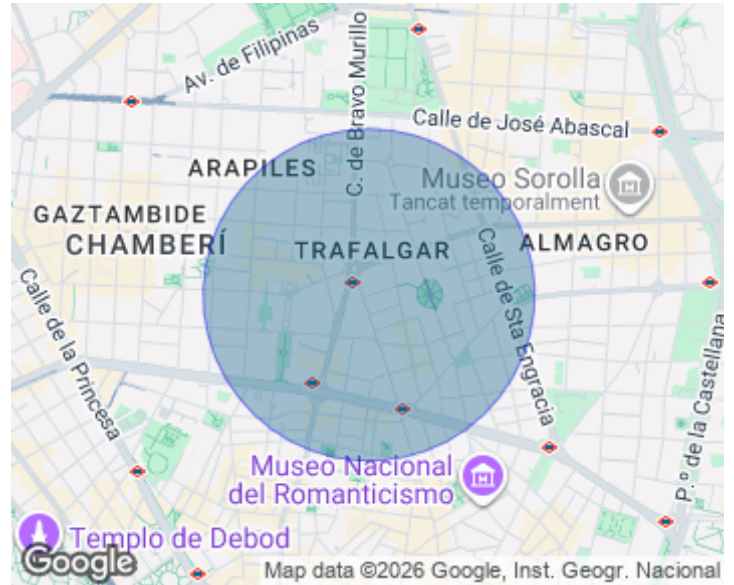 Av. de Filipinas
C. de Bravo Murillo
Calle de José Abascal
ARAPILES
Museo Sorolla
Tancat temporalment
GAZTAMBIDE
CHAMBERÍ
TRAFALGAR
ALMAGRO
Calle de Sta Engracia
Calle de la Princesa
P.º de la Castellana
Museo Nacional
del Romanticismo
Templo de Debod
Google
Map data ©2026 Google, Inst. Geogr. Nacional